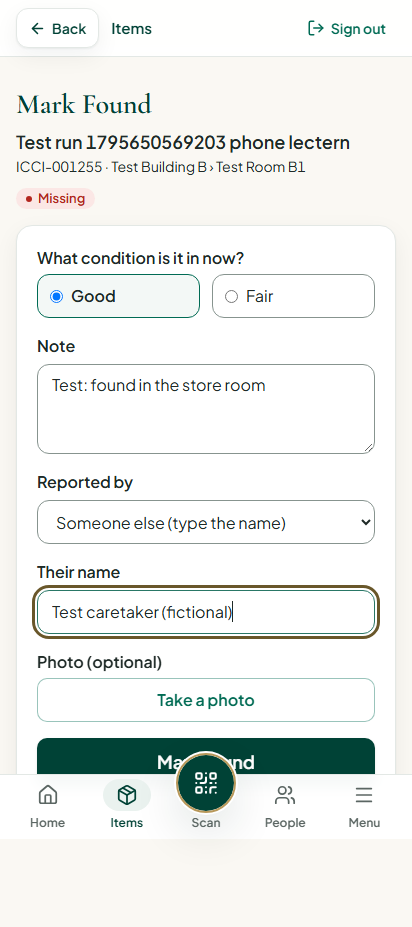 Back
Items
Sign out
Mark Found
Test run 1795650569203 phone lectern
ICCI-001255 · Test Building B › Test Room B1
Missing
What condition is it in now?
Good
Fair
Note
Test: found in the store room
Reported by
Someone else (type the name)
Their name
Test caretaker (fictional)
Photo (optional)
Take a photo
Mark Found
Home
Items
Scan
People
Menu